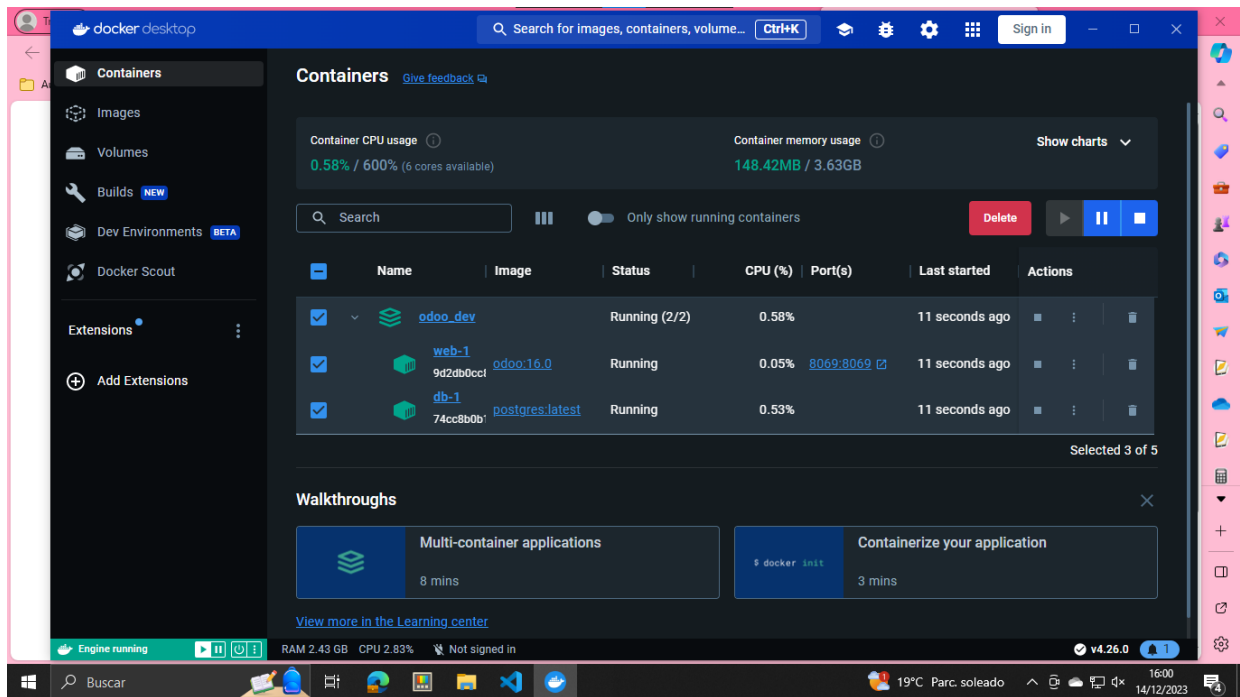 docker desktop
Search for images, containers, volume... Ctrl+K
Sign in
Containers
Images
Volumes
Builds NEW
Dev Environments BETA
Docker Scout
Extensions
Add Extensions
Containers Give feedback
Container CPU usage
0.58% / 600% (6 cores available)
Container memory usage
148.42MB / 3.63GB
Show charts
Search
Only show running containers
Delete
Name Image Status CPU (%) Port(s) Last started Actions
odoo_dev Running (2/2) 0.58% 11 seconds ago
web-1
9d2db0cc
odoo:16.0 Running 0.05% 8069:8069 11 seconds ago
db-1
74cc8b0b
postgres:latest Running 0.53% 11 seconds ago
Selected 3 of 5
Walkthroughs
Multi-container applications
8 mins
$ docker init
Containerize your application
3 mins
View more in the Learning center
Engine running
RAM 2.43 GB CPU 2.83% Not signed in
v4.26.0 1
Buscar
1
19°C Parc. soleado
16:00
14/12/2023
4